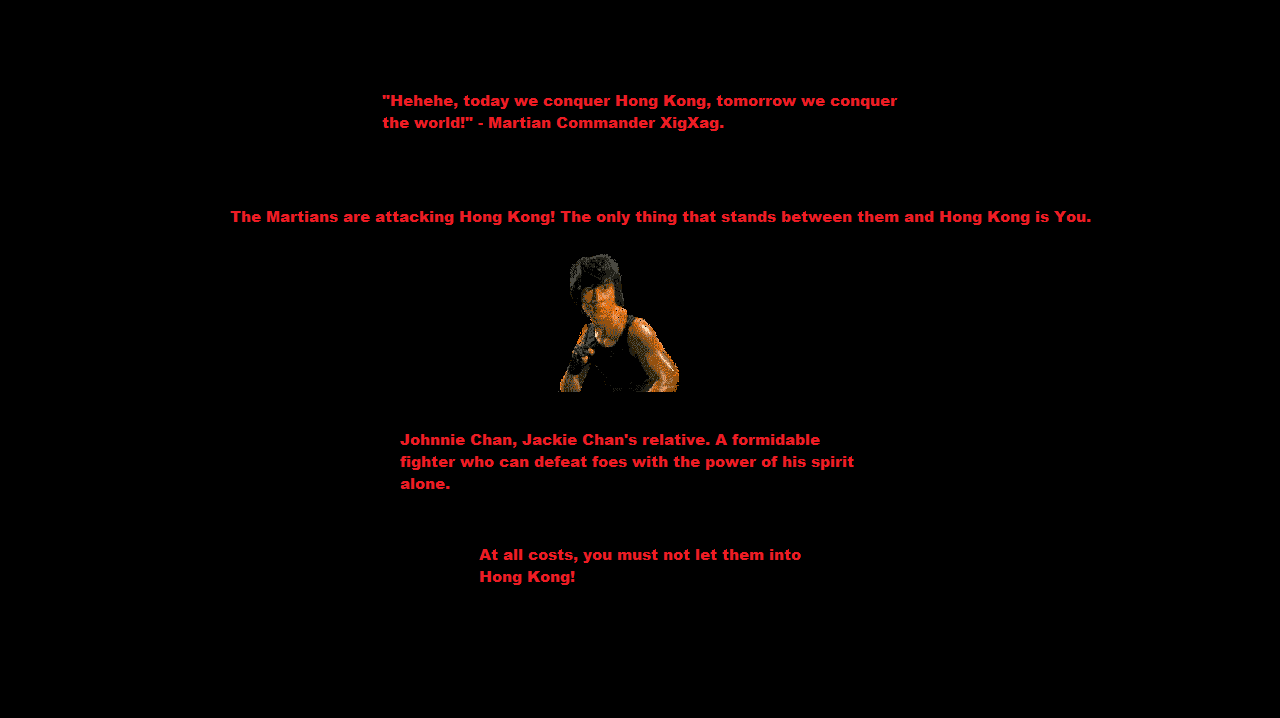 "Hehehe, today we conquer Hong Kong, tomorrow we conquer
the world!" - Martian Commander XigXag.
The Martians are attacking Hong Kong! The only thing that stands between them and Hong Kong is You.
Johnnie Chan, Jackie Chan's relative. A formidable
fighter who can defeat foes with the power of his spirit
alone.
At all costs, you must not let them into
Hong Kong!